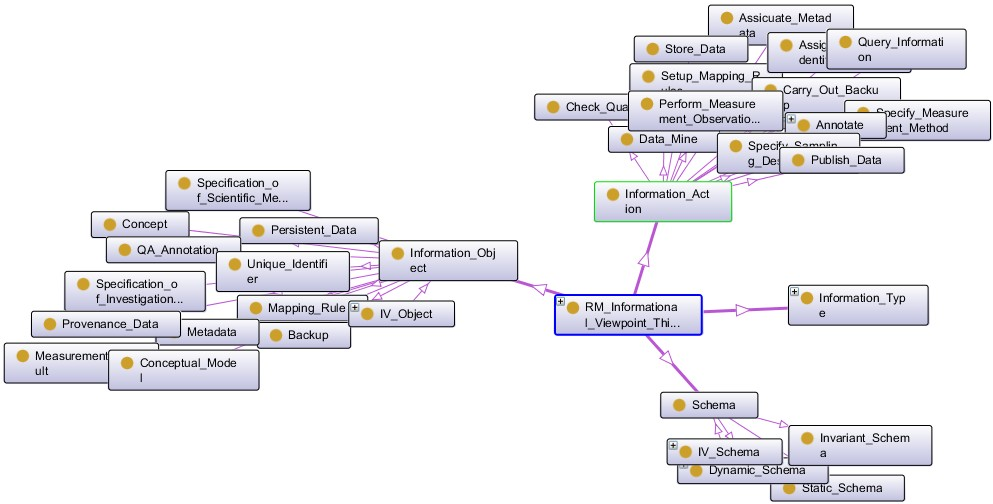 Assicuate_Metad
ata
Store_Data
Assig
denti
Query_Informati
on
Setup_Mapping_R
Carry_Out_Backu
p
Check_Qua
Perform_Measure
ment_Observatio...
Specify_Measure
ent_Method
Annotate
Data_Mine
Specify_Samplin
g_Des
Publish_Data
Information_Act
ion
Specification_o
f_Scientific_Me...
Concept
Persistent_Data
QA_Annotation
Information_Obj
ect
Unique_Identifi
er
Specification_o
f_Investigation...
Mapping_Rule
IV_Object
Provenance_Data
Metadata
Backup
Measurement
ult
Conceptual_Mode
l
RM_Informationa
l_Viewpoint_Thi...
Information_Typ
e
Schema
IV_Schema
Invariant_Schem
a
Dynamic_Schema
Static_Schema